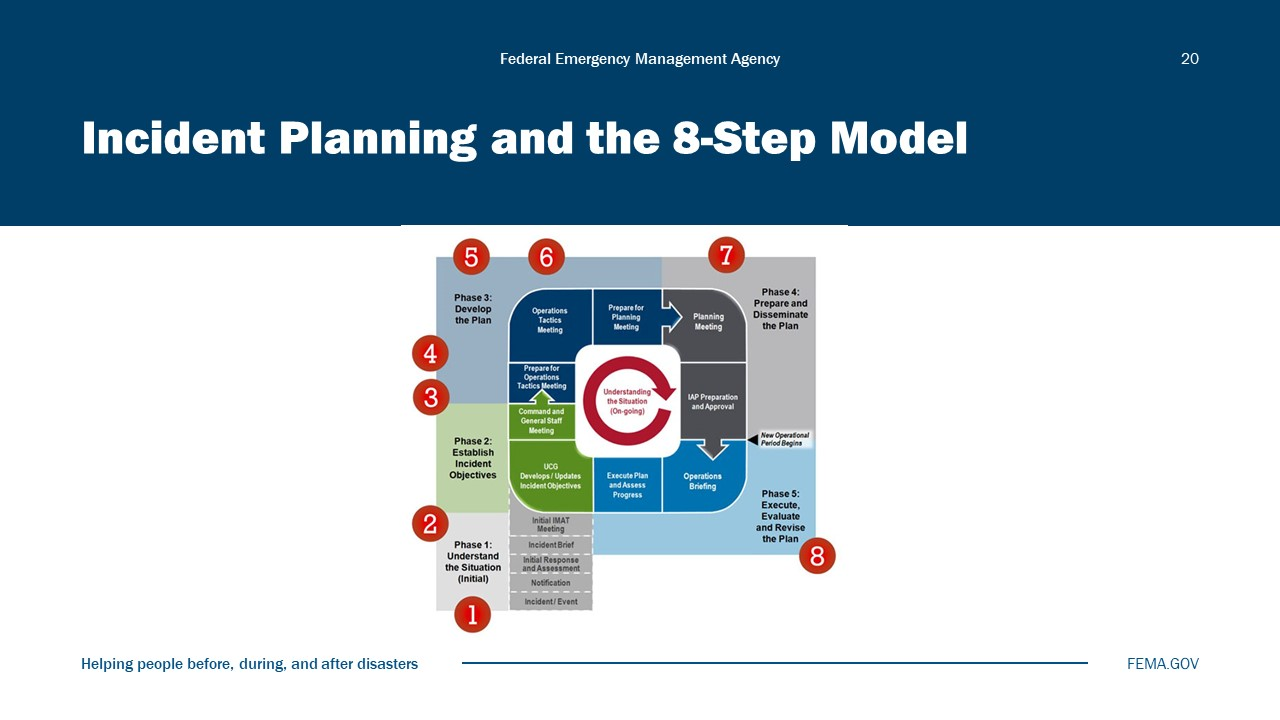 Federal Emergency Management Agency
20
Incident Planning and the 8-Step Model
5
6
7
Phase 3:
Develop
the Plan
Operations
Tactics
Meeting
Prepare for
Planning
Meeting
Planning
Meeting
Phase 4:
Prepare and
Disseminate
the Plan
4
3
Prepare for
Operations
Tactics Meeting
Understanding
the Situation
(On-going)
IAP Preparation
and Approval
Command and
General Staff
Meeting
New Operational
Period Begins
Phase 2:
Establish
Incident
Objectives
UCG
Develops / Updates
Incident Objectives
Execute Plan
and Assess
Progress
Operations
Briefing
Phase 5:
Execute,
Evaluate
and Revise
the Plan
2
8
Phase 1:
Understand
the Situation
(Initial)
Initial IMAT
Meeting
Incident Brief
Initial Response
and Assessment
Notification
Incident / Event
1
Helping people before, during, and after disasters
FEMA.GOV